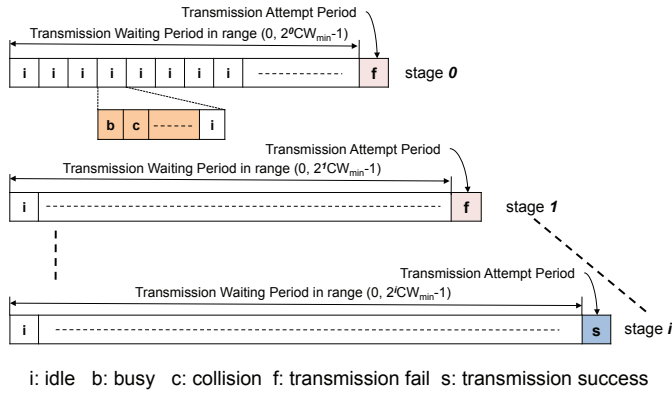 Transmission Attempt Period
Transmission Waiting Period in range (0, 2⁰CWₘᵢₙ-1)
i i i i i i i i f stage 0
b c i
Transmission Attempt Period
Transmission Waiting Period in range (0, 2¹CWₘᵢₙ-1)
i f stage 1
Transmission Attempt Period
Transmission Waiting Period in range (0, 2ⁱCWₘᵢₙ-1)
i s stage i
i: idle b: busy c: collision f: transmission fail s: transmission success